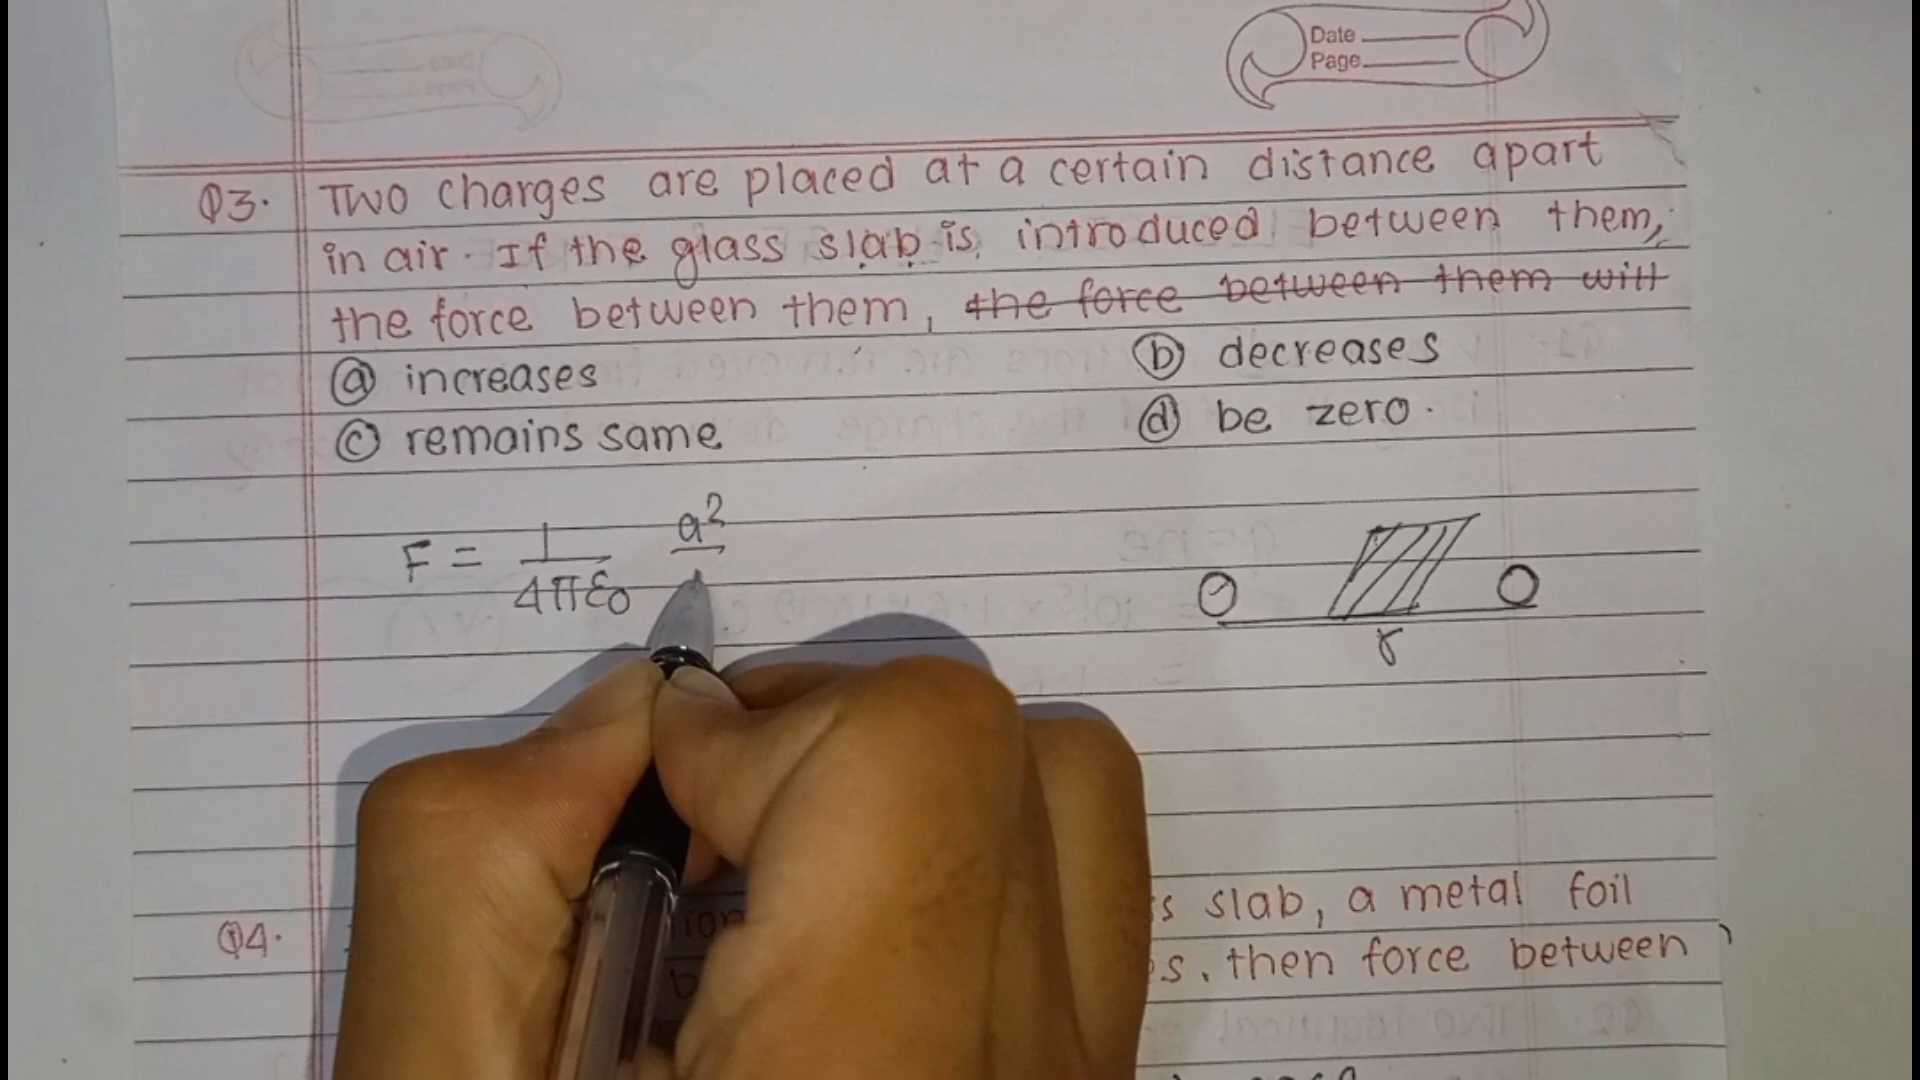 Date
Page
Q3. Two charges are placed at a certain distance apart
in air. If the glass slab is introduced between them,
the force between them, the force between them will
(a) increases (b) decreases
(c) remains same (d) be zero.
F = 1/4πε0 q²
r
s slab, a metal foil
Q4. s. then force between